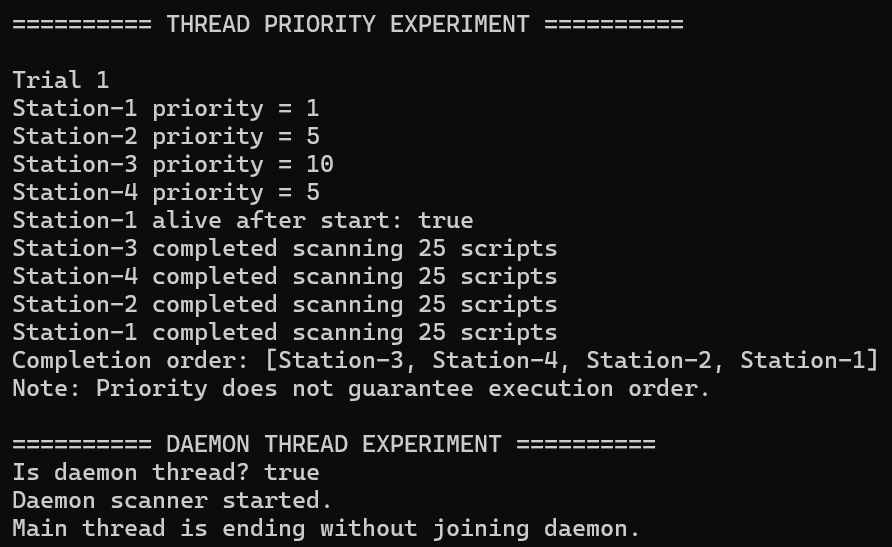 ========== THREAD PRIORITY EXPERIMENT ==========
Trial 1
Station-1 priority = 1
Station-2 priority = 5
Station-3 priority = 10
Station-4 priority = 5
Station-1 alive after start: true
Station-3 completed scanning 25 scripts
Station-4 completed scanning 25 scripts
Station-2 completed scanning 25 scripts
Station-1 completed scanning 25 scripts
Completion order: [Station-3, Station-4, Station-2, Station-1]
Note: Priority does not guarantee execution order.
========== DAEMON THREAD EXPERIMENT ==========
Is daemon thread? true
Daemon scanner started.
Main thread is ending without joining daemon.